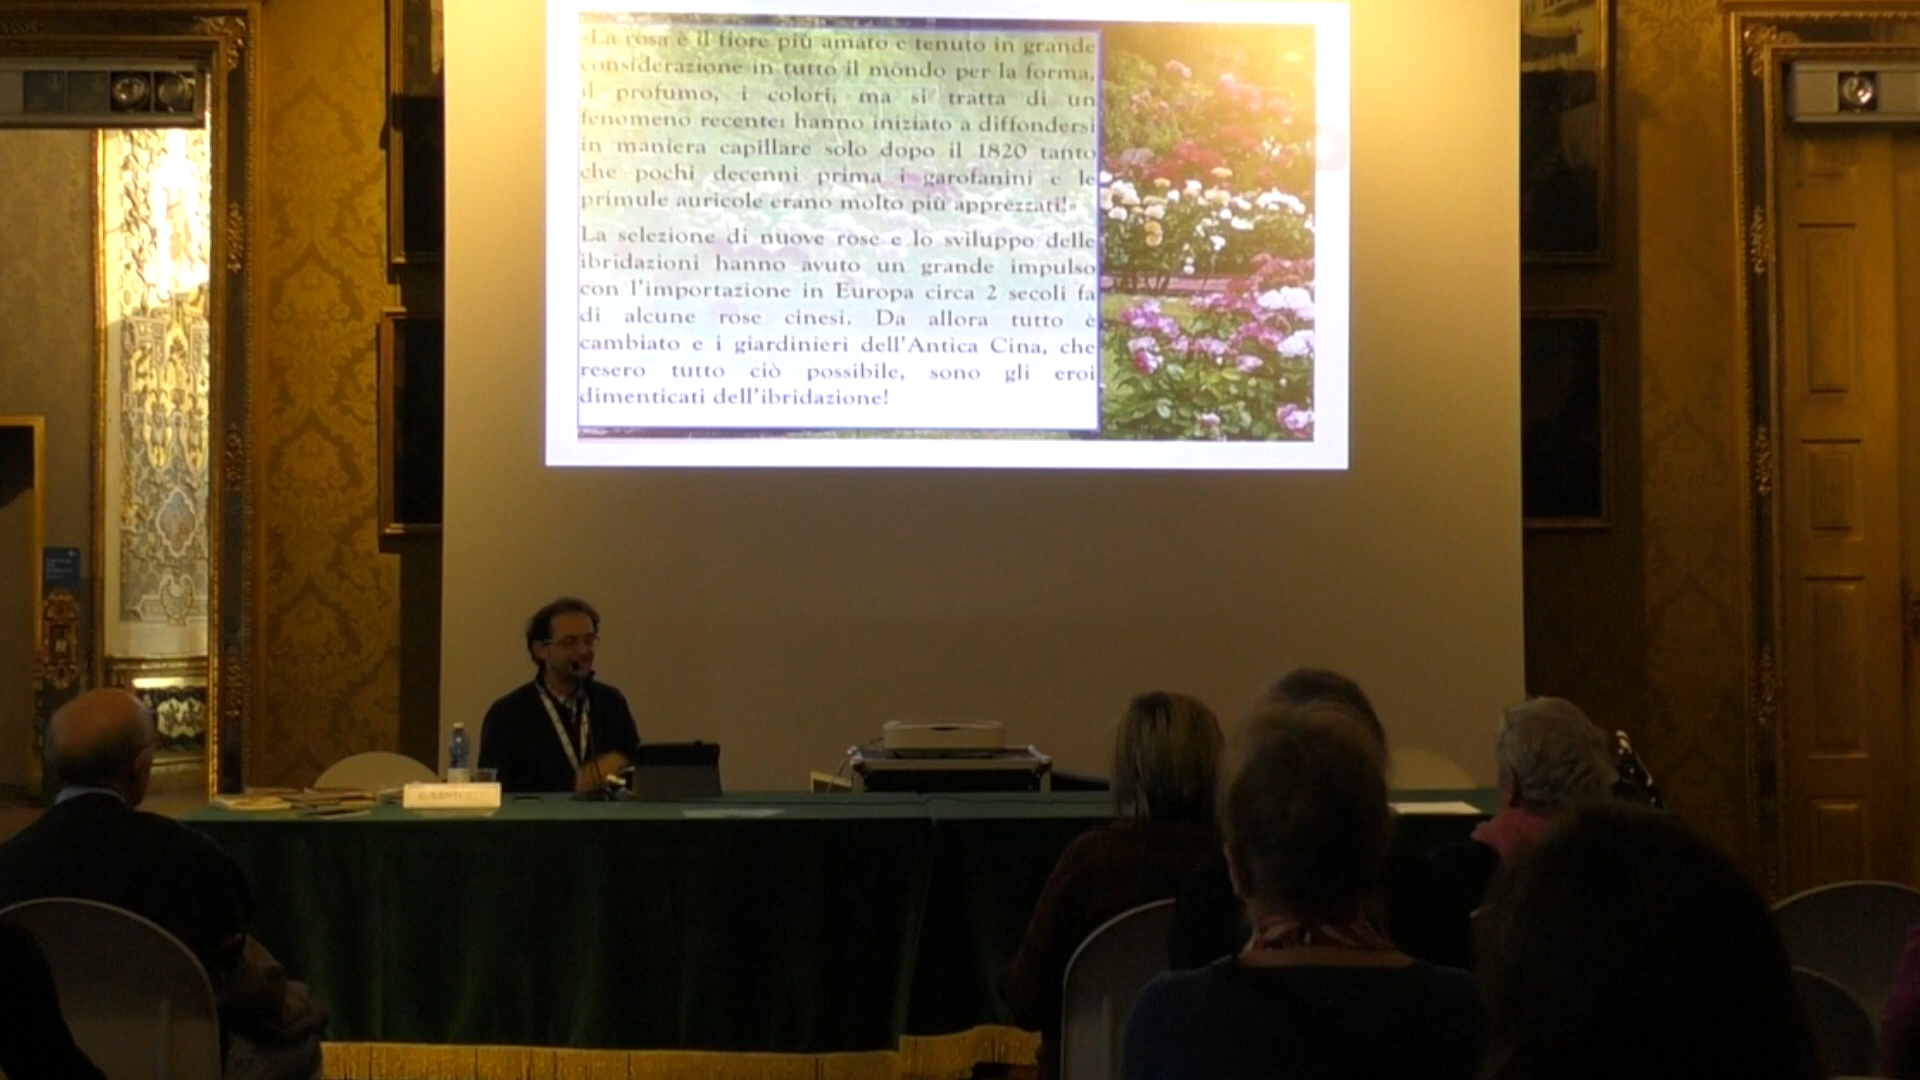 «La rosa è il fiore più amato e tenuto in grande
considerazione in tutto il mondo per la forma,
il profumo, i colori, ma si tratta di un
fenomeno recente: hanno iniziato a diffondersi
in maniera capillare solo dopo il 1820 tanto
che pochi decenni prima i garofanini e le
primule auricole erano molto più apprezzati!»
La selezione di nuove rose e lo sviluppo delle
ibridazioni hanno avuto un grande impulso
con l'importazione in Europa circa 2 secoli fa
di alcune rose cinesi. Da allora tutto è
cambiato e i giardinieri dell'Antica Cina, che
resero tutto ciò possibile, sono gli eroi
dimenticati dell'ibridazione!